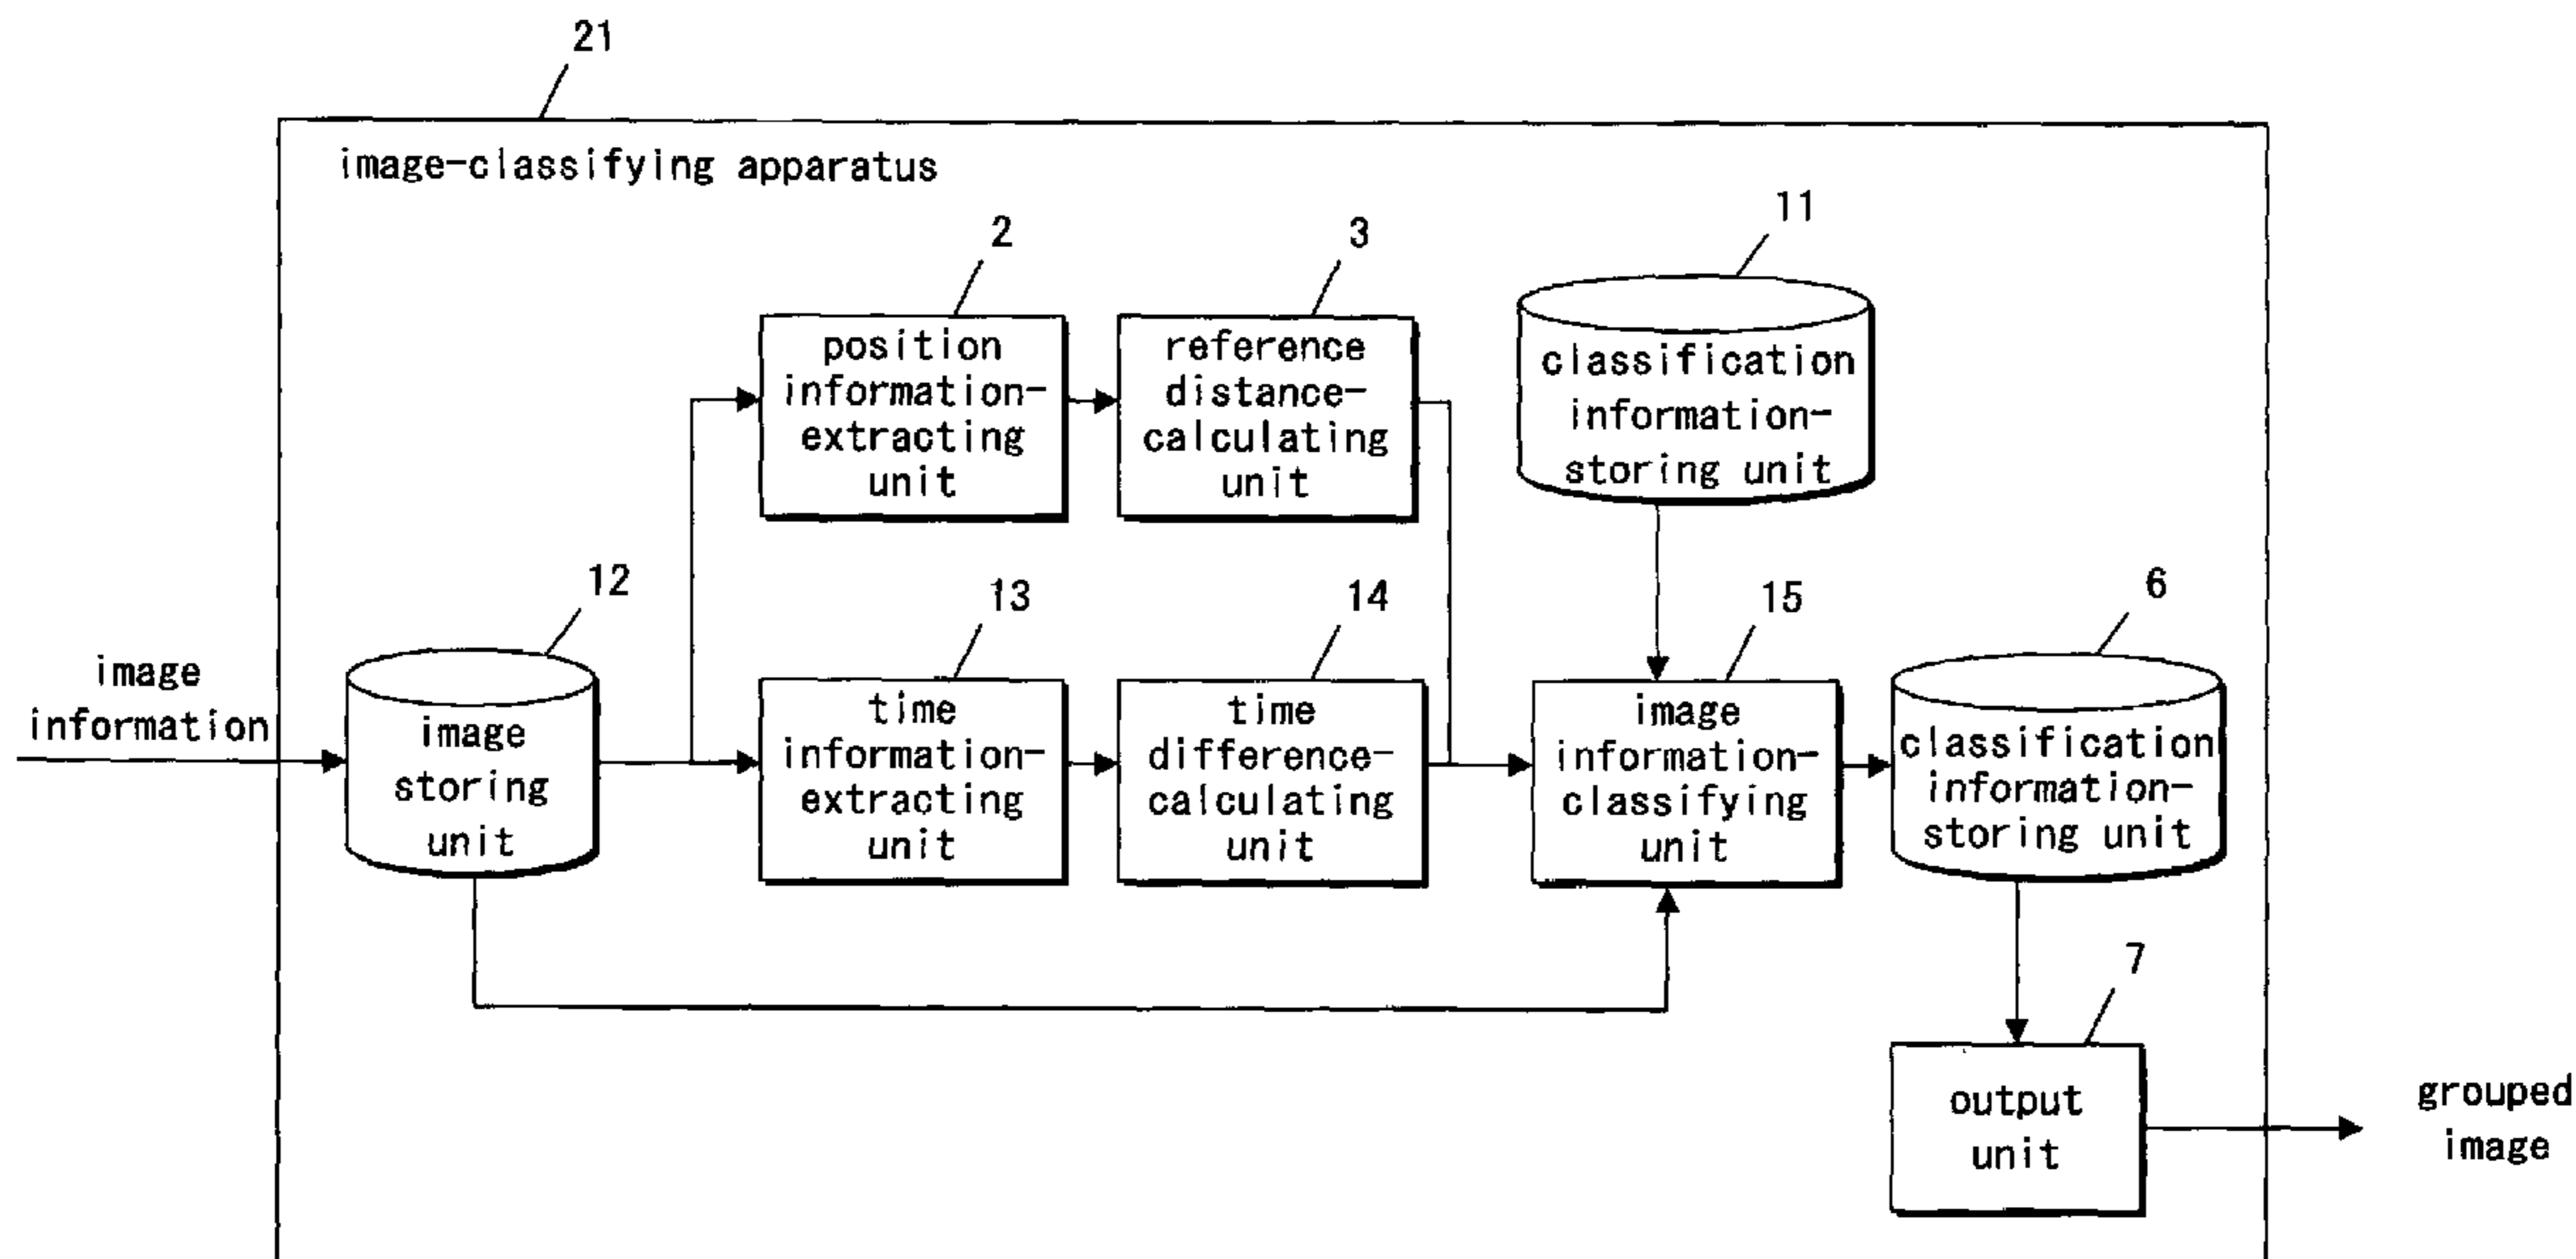 21
image-classifying apparatus
2
3
11
position
information-
extracting
unit
reference
distance-
calculating
unit
classification
information-
storing unit
12
13
14
15
6
image
information
image
storing
unit
time
information-
extracting
unit
time
difference-
calculating
unit
image
information-
classifying
unit
classification
information-
storing unit
7
output
unit
grouped
image